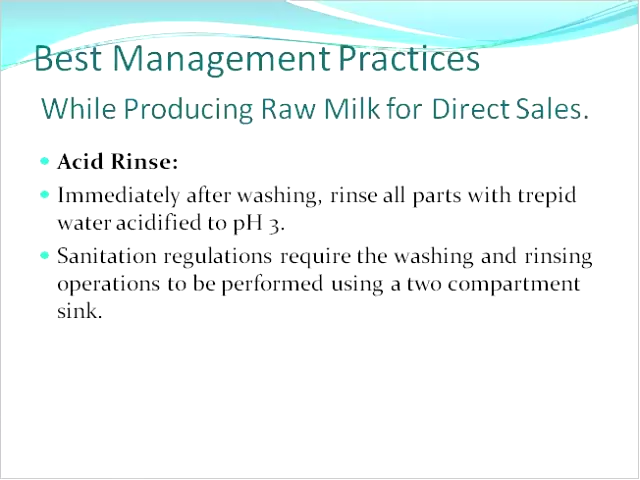 Best Management Practices
While Producing Raw Milk for Direct Sales.
Acid Rinse:
Immediately after washing, rinse all parts with trepid
water acidified to pH 3.
Sanitation regulations require the washing and rinsing
operations to be performed using a two compartment
sink.